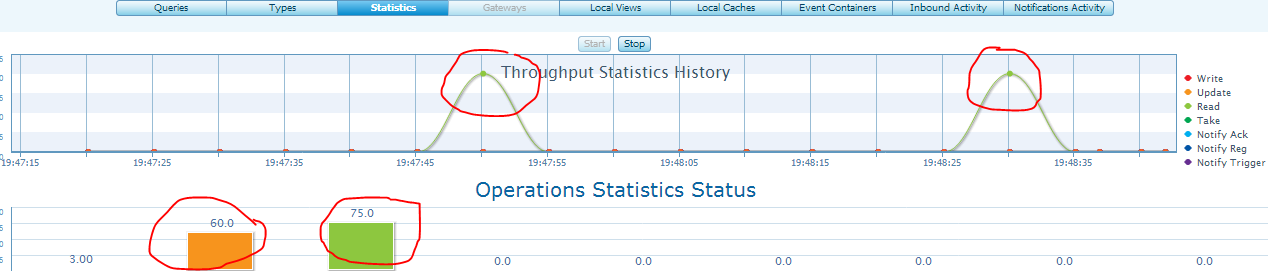 Queries Types Statistics Gateways Local Views Local Caches Event Containers Inbound Activity Notifications Activity
Start Stop
Throughput Statistics History
Write
Update
Read
Take
Notify Ack
Notify Reg
Notify Trigger
19:47:15 19:47:25 19:47:35 19:47:45 19:47:55 19:48:05 19:48:15 19:48:25 19:48:35
Operations Statistics Status
3.00 60.0 75.0 0.0 0.0 0.0 0.0 0.0 0.0